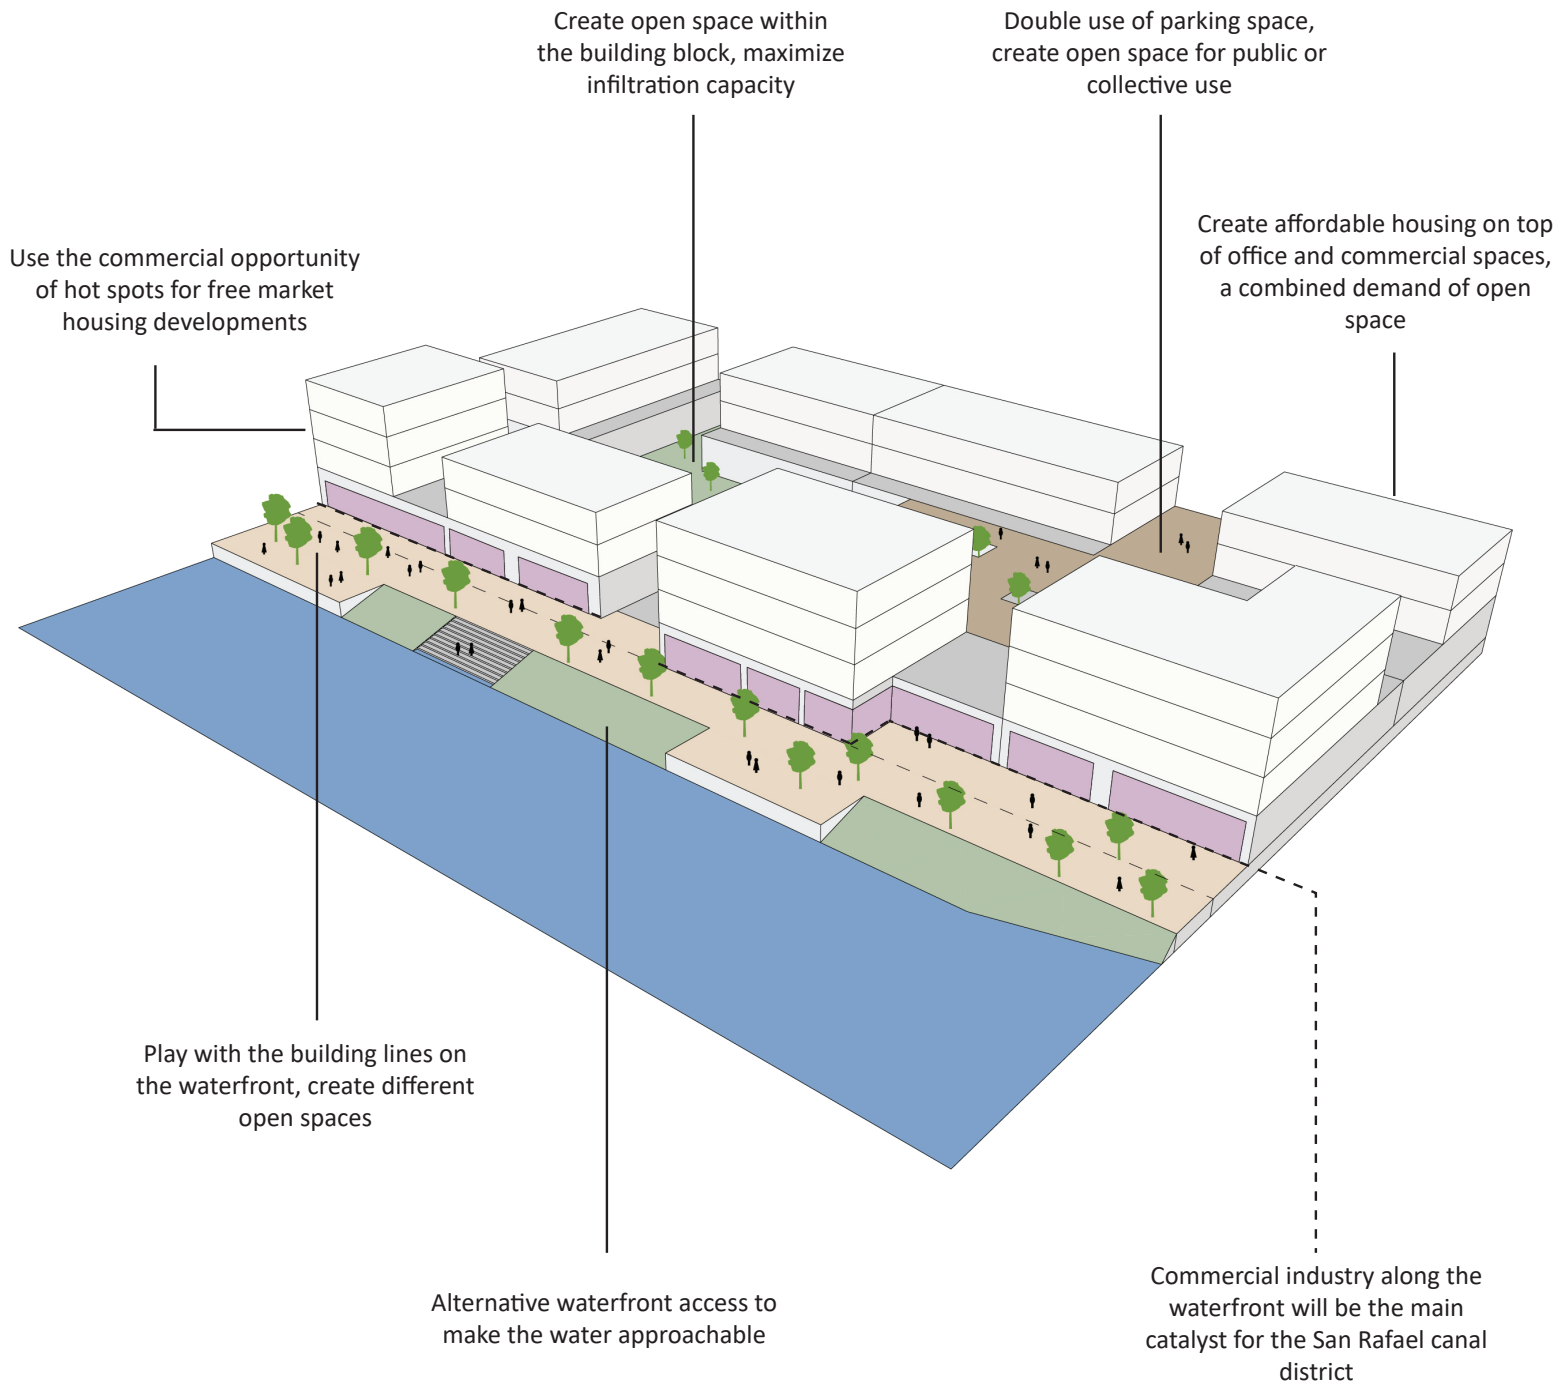 Create open space within
the building block, maximize
infiltration capacity
Double use of parking space,
create open space for public or
collective use
Create affordable housing on top
of office and commercial spaces,
a combined demand of open
space
Use the commercial opportunity
of hot spots for free market
housing developments
Play with the building lines on
the waterfront, create different
open spaces
Alternative waterfront access to
make the water approachable
Commercial industry along the
waterfront will be the main
catalyst for the San Rafael canal
district